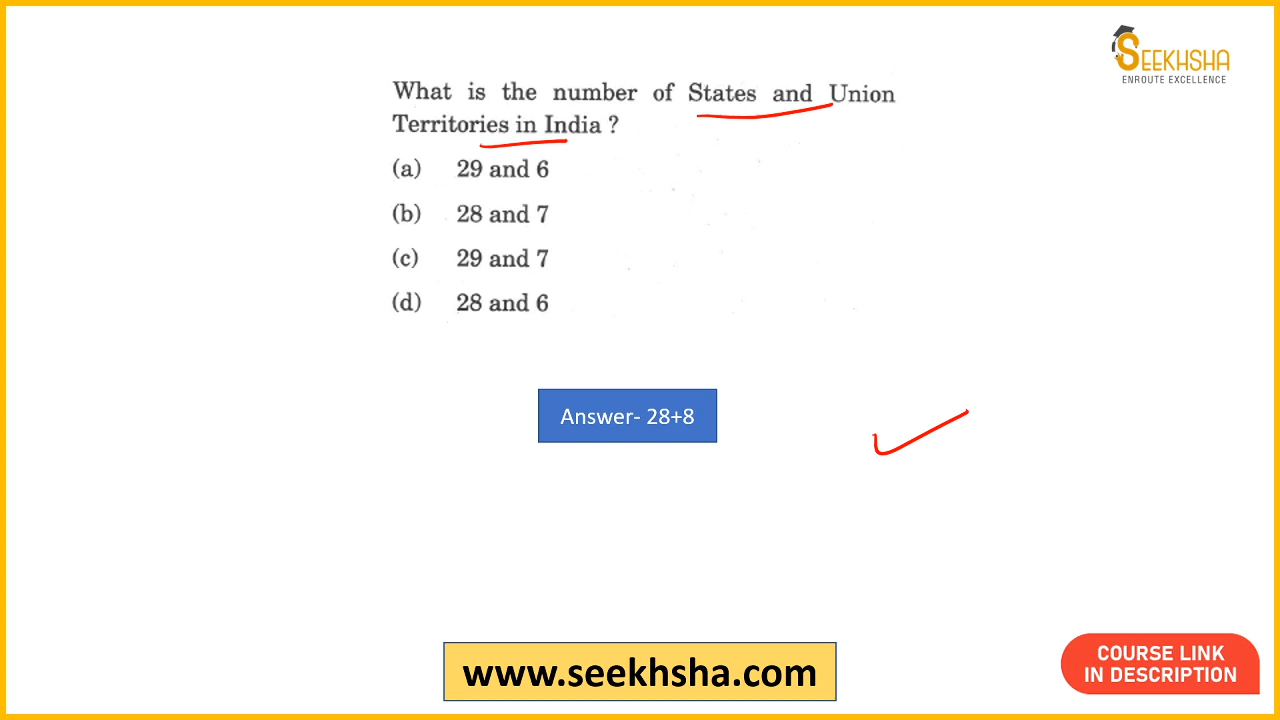 SEEKHSHA
ENROUTE EXCELLENCE
What is the number of States and Union
Territories in India ?
(a) 29 and 6
(b) 28 and 7
(c) 29 and 7
(d) 28 and 6
Answer- 28+8
www.seekhsha.com
COURSE LINK
IN DESCRIPTION